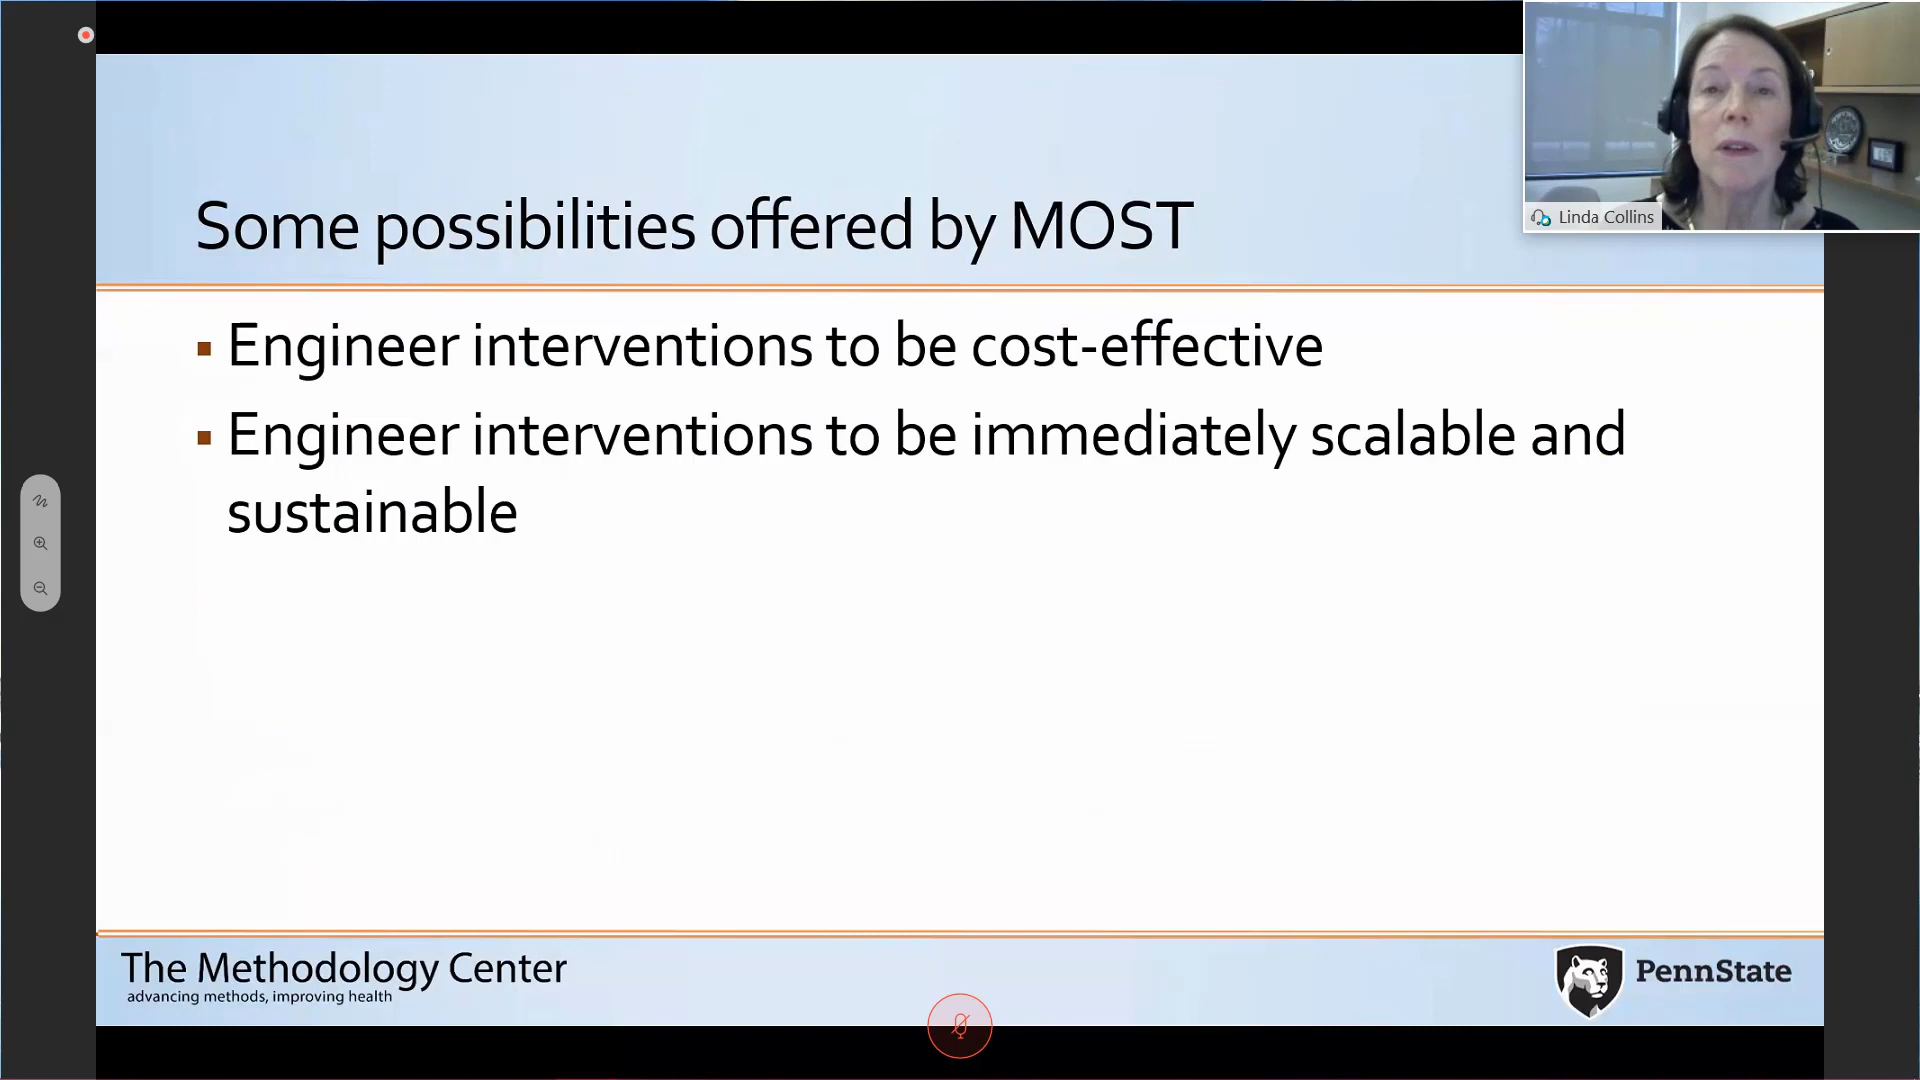 Linda Collins
Some possibilities offered by MOST
▪ Engineer interventions to be cost-effective
▪ Engineer interventions to be immediately scalable and
sustainable
The Methodology Center
advancing methods, improving health
PennState